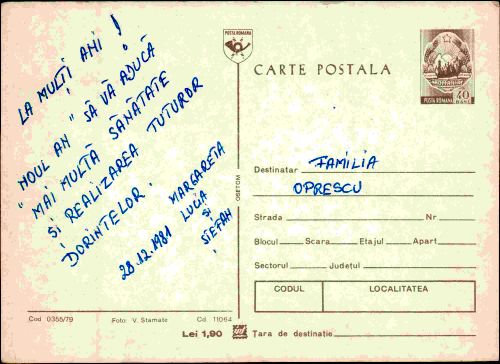 LA MULȚI ANI !
"NOUL AN" SĂ VĂ ADUCĂ
MAI MULTĂ SĂNĂTATE
ȘI REALIZAREA TUTUROR
DORINȚELOR.
MARGARETA
LUCIA
ȘI
ȘTEFAN
28.12.1981
Cod 0355/79 Foto: V. Stamate Cd. 11064
Lei 1,90
POSTA ROMANA
CARTE POSTALA
POSTA ROMANA 40
Destinatar FAMILIA
OPRESCU
Strada Nr
Blocul Scara Etajul Apart
Sectorul Județul
CODUL LOCALITATEA
Țara de destinație